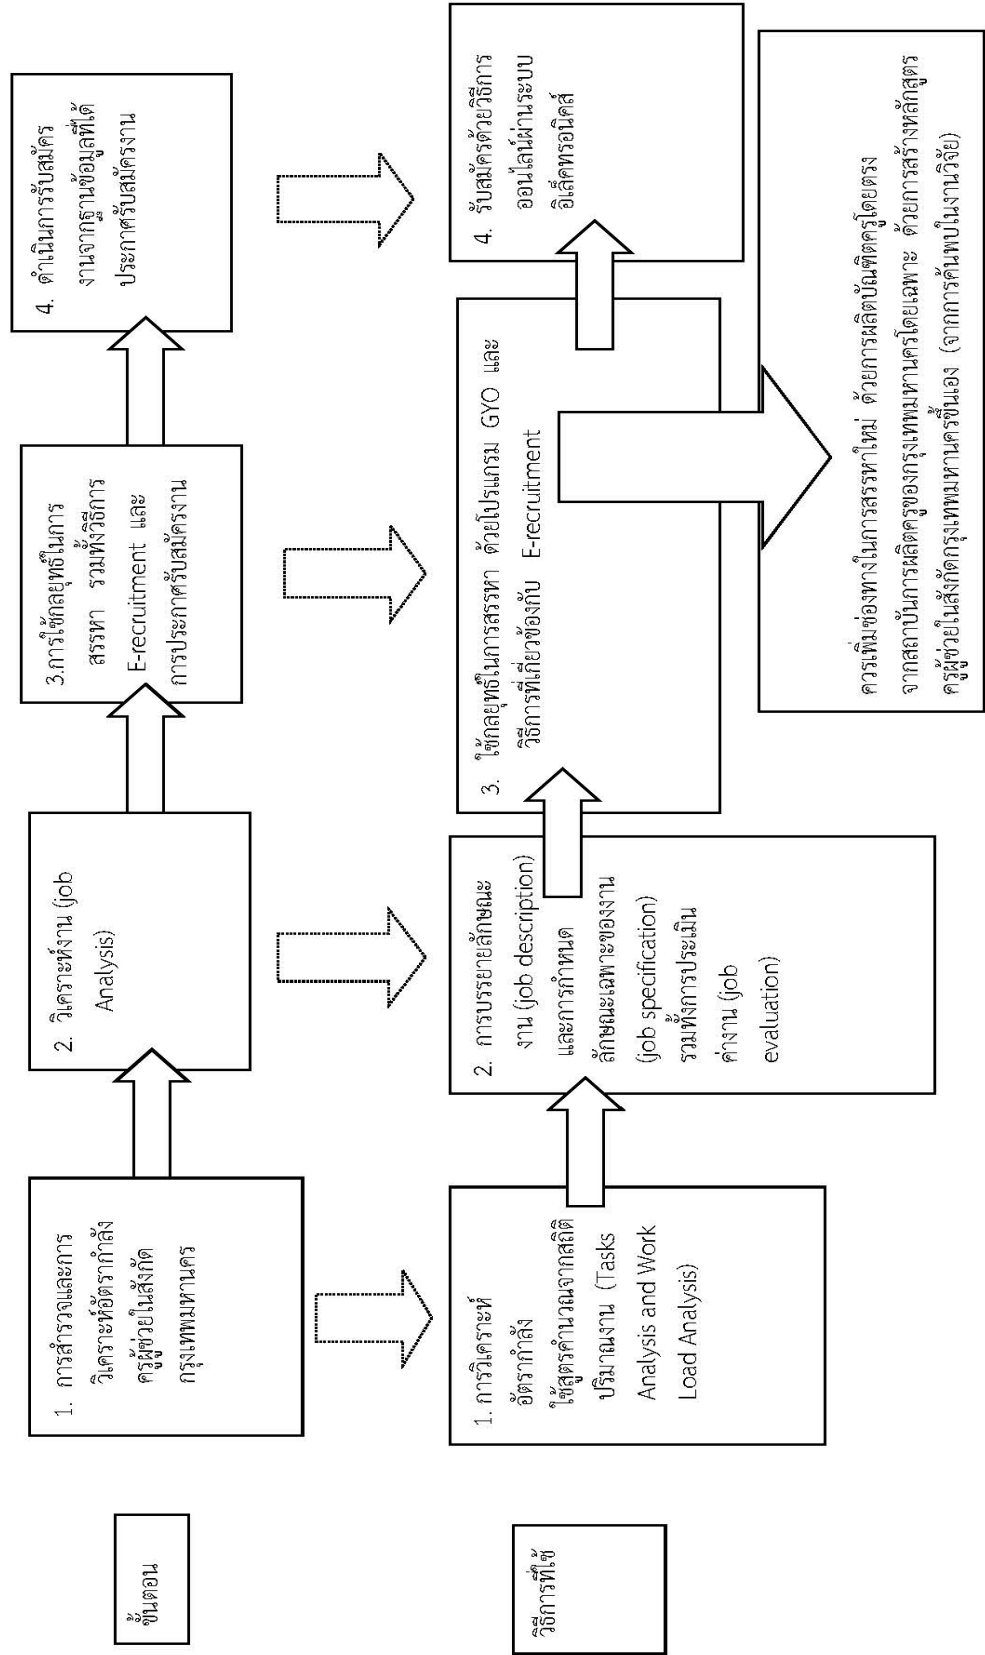 ขั้นตอน
1. การสำรวจและการ
วิเคราะห์อัตรากำลัง
ครูผู้ช่วยในสังกัด
กรุงเทพมหานคร
2. วิเคราะห์งาน (job
Analysis)
3.การใช้กลยุทธ์ในการ
สรรหา รวมทั้งวิธีการ
E-recruitment และ
การประกาศรับสมัครงาน
4. ดำเนินการรับสมัคร
งานจากฐานข้อมูลที่ได้
ประกาศรับสมัครงาน
วิธีการที่ใช้
1. การวิเคราะห์
อัตรากำลัง
ใช้สูตรคำนวณจากสถิติ
ปริมาณงาน (Tasks
Analysis and Work
Load Analysis)
2. การบรรยายลักษณะ
งาน (job description)
และการกำหนด
ลักษณะเฉพาะของงาน
(job specification)
รวมทั้งการประเมิน
ค่างาน (job
evaluation)
3. ใช้กลยุทธ์ในการสรรหา ด้วยโปรแกรม GYO และ
วิธีการที่เกี่ยวข้องกับ E-recruitment
4. รับสมัครด้วยวิธีการ
ออนไลน์ผ่านระบบ
อิเล็คทรอนิคส์
ควรเพิ่มช่องทางในการสรรหาใหม่ ด้วยการผลิตบัณฑิตครูโดยตรง
จากสถาบันการผลิตครูของกรุงเทพมหานครโดยเฉพาะ ด้วยการสร้างหลักสูตร
ครูผู้ช่วยในสังกัดกรุงเทพมหานครขึ้นเอง (จากการค้นพบในงานวิจัย)